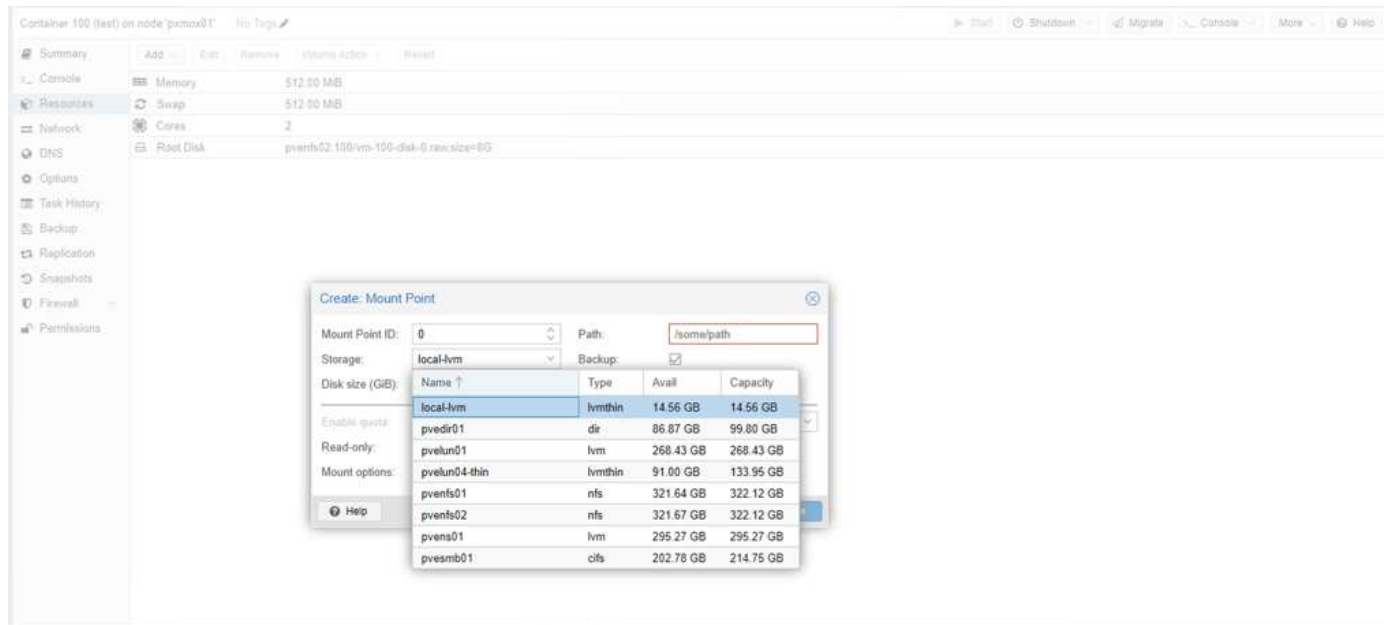 Container 100 (test) on node 'pxmox01' No Tags Start Shutdown Migrate Console More Help
Summary Add Edit Remove Volume Action Revert
Console Memory 512.00 MiB
Resources Swap 512.00 MiB
Network Cores 2
DNS Root Disk pvenfs02:100/vm-100-disk-0.raw,size=8G
Options
Task History
Backup
Replication
Snapshots
Firewall
Permissions
Create: Mount Point
Mount Point ID: 0 Path: /some/path
Storage: local-lvm Backup:
Disk size (GiB):
Enable quota:
Read-only:
Mount options:
Help
Name ↑ Type Avail Capacity
local-lvm lvmthin 14.56 GB 14.56 GB
pvedir01 dir 86.87 GB 99.80 GB
pvelun01 lvm 268.43 GB 268.43 GB
pvelun04-thin lvmthin 91.00 GB 133.95 GB
pvenfs01 nfs 321.64 GB 322.12 GB
pvenfs02 nfs 321.67 GB 322.12 GB
pvens01 lvm 295.27 GB 295.27 GB
pvesmb01 cifs 202.78 GB 214.75 GB